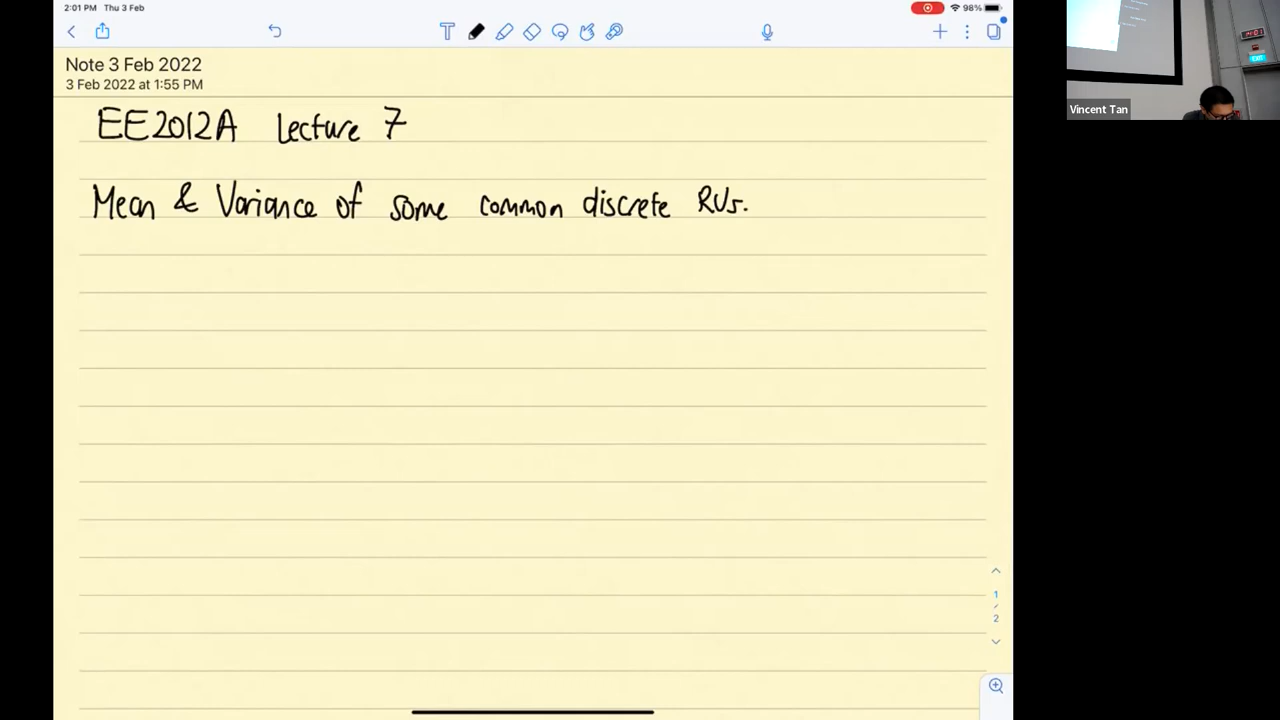 2:01 PM Thu 3 Feb
98%
Note 3 Feb 2022
3 Feb 2022 at 1:55 PM
EE2012A Lecture 7
Mean & Variance of some common discrete RVs.
1
2
Vincent Tan
EXIT